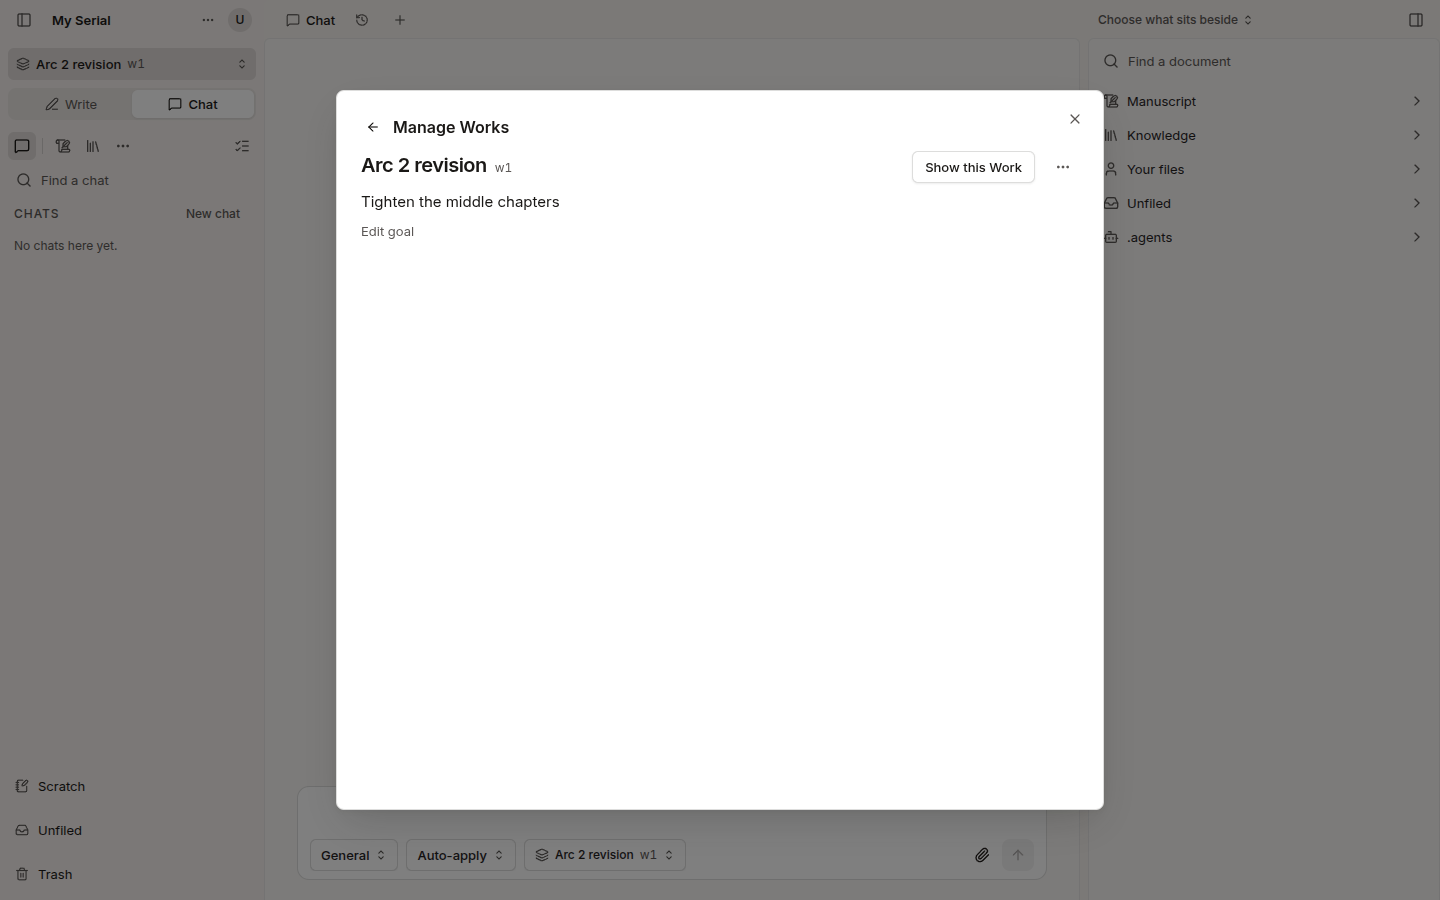 My Serial
U
Chat
Choose what sits beside
Arc 2 revision w1
Write
Chat
Find a chat
CHATS
New chat
No chats here yet.
Scratch
Unfiled
Trash
Manage Works
Arc 2 revision w1
Show this Work
Tighten the middle chapters
Edit goal
General
Auto-apply
Arc 2 revision w1
Find a document
Manuscript
Knowledge
Your files
Unfiled
.agents